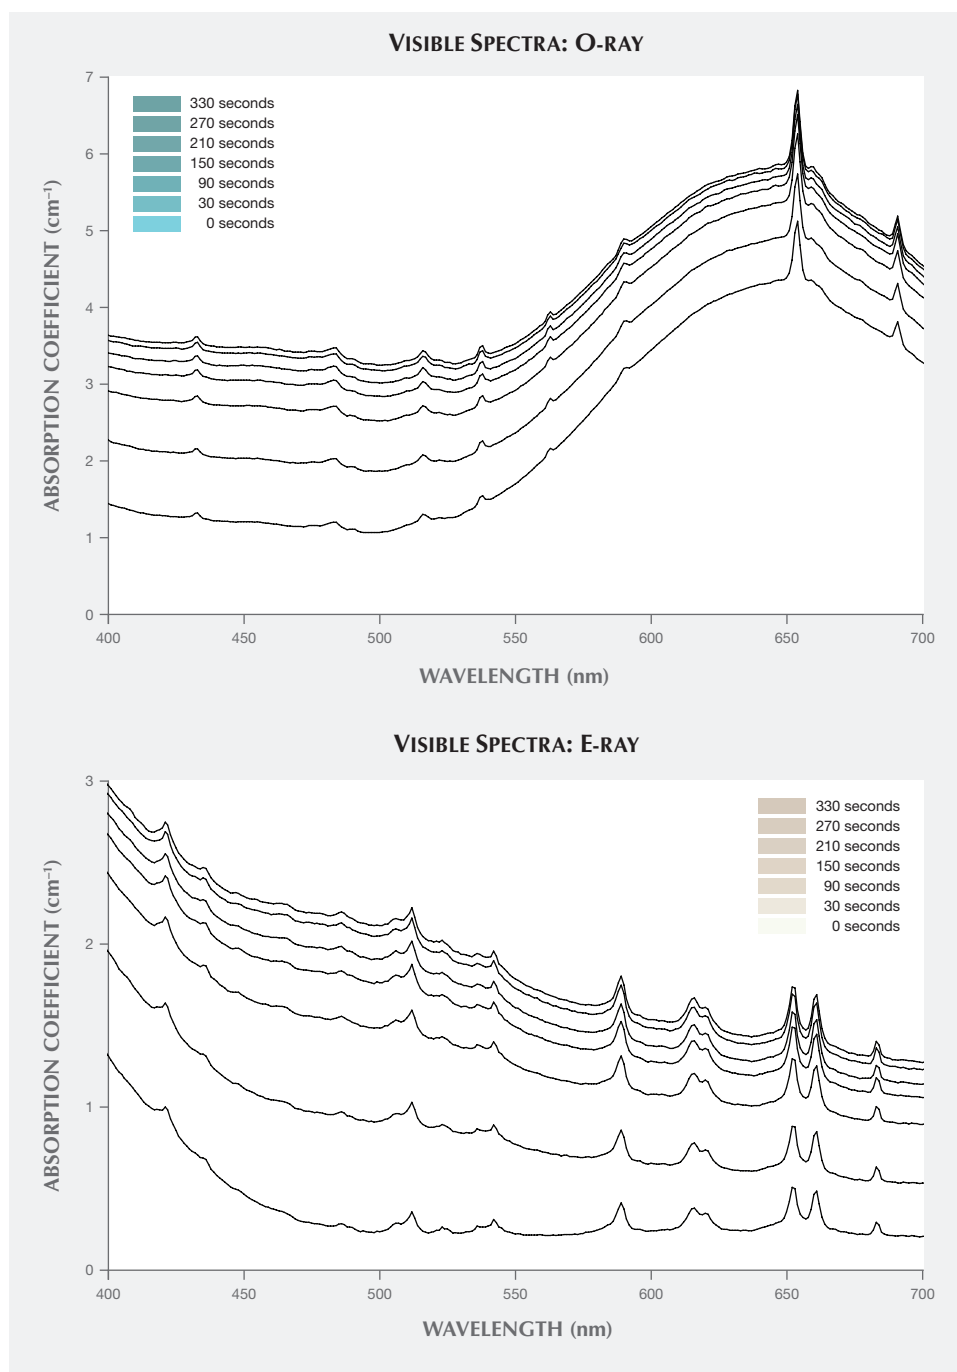 VISIBLE SPECTRA: O-RAY
7
6
5
4
3
2
1
0
330 seconds
270 seconds
210 seconds
150 seconds
90 seconds
30 seconds
0 seconds
ABSORPTION COEFFICIENT (cm⁻¹)
400 450 500 550 600 650 700
WAVELENGTH (nm)
VISIBLE SPECTRA: E-RAY
3
2
1
0
330 seconds
270 seconds
210 seconds
150 seconds
90 seconds
30 seconds
0 seconds
ABSORPTION COEFFICIENT (cm⁻¹)
400 450 500 550 600 650 700
WAVELENGTH (nm)